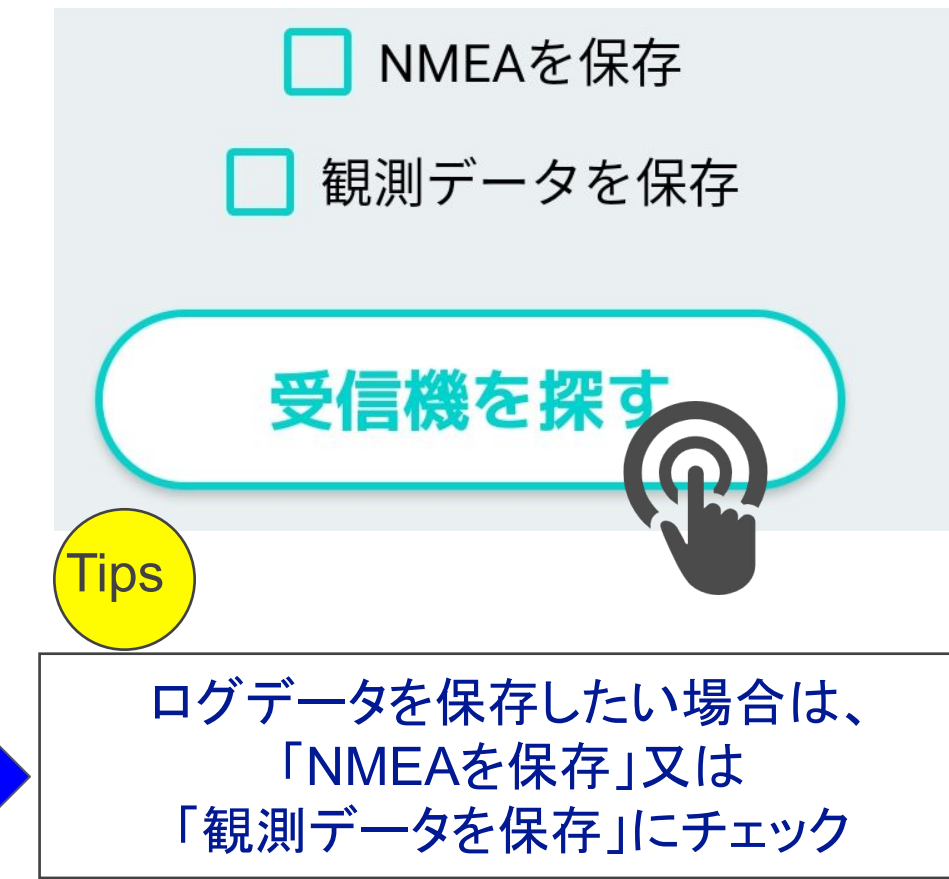 NMEAを保存
観測データを保存
受信機を探す
Tips
ログデータを保存したい場合は、
「NMEAを保存」又は
「観測データを保存」にチェック